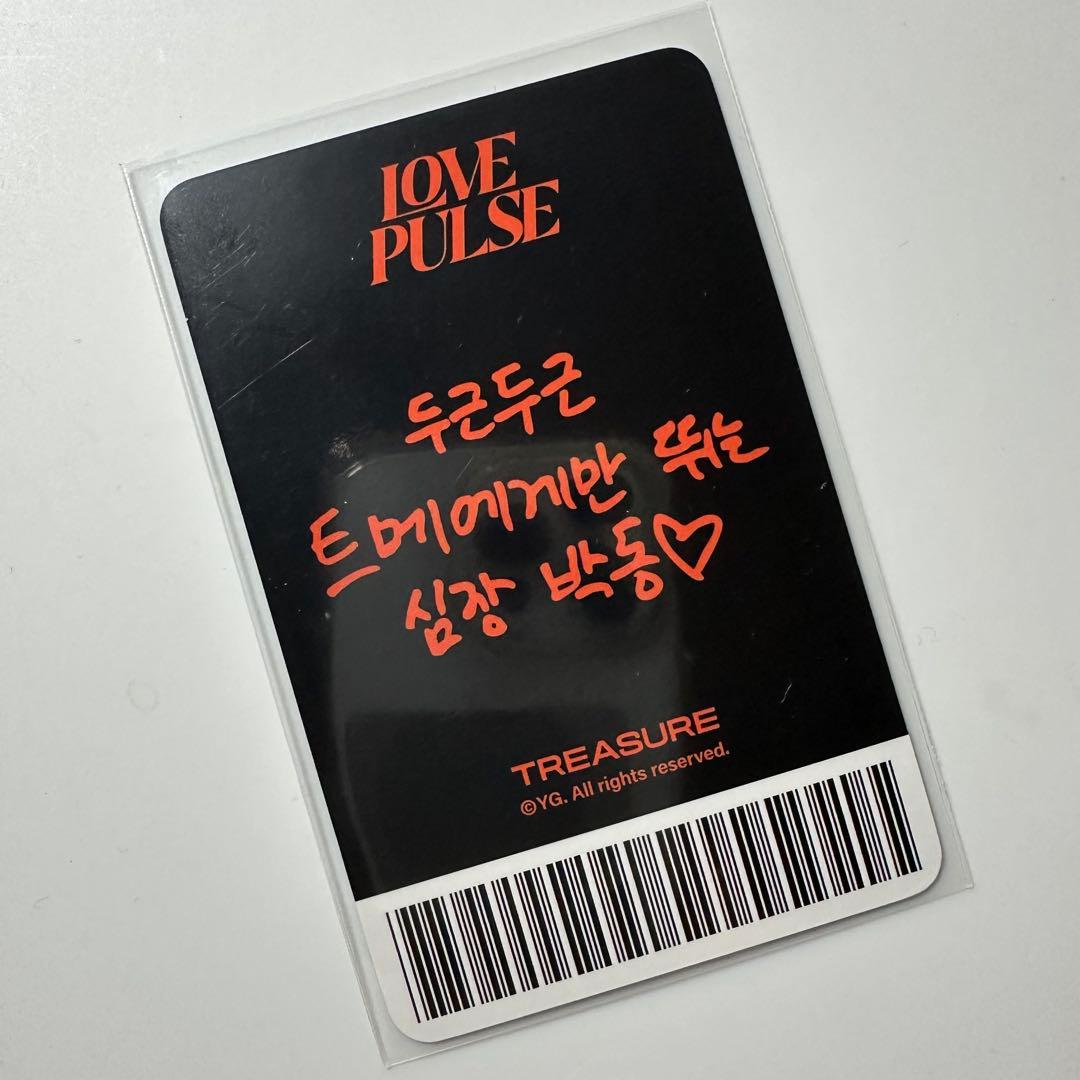 LOVE
PULSE
두근두근
트메에게만 뛰는
심장 박동♡
TREASURE
©YG. All rights reserved.